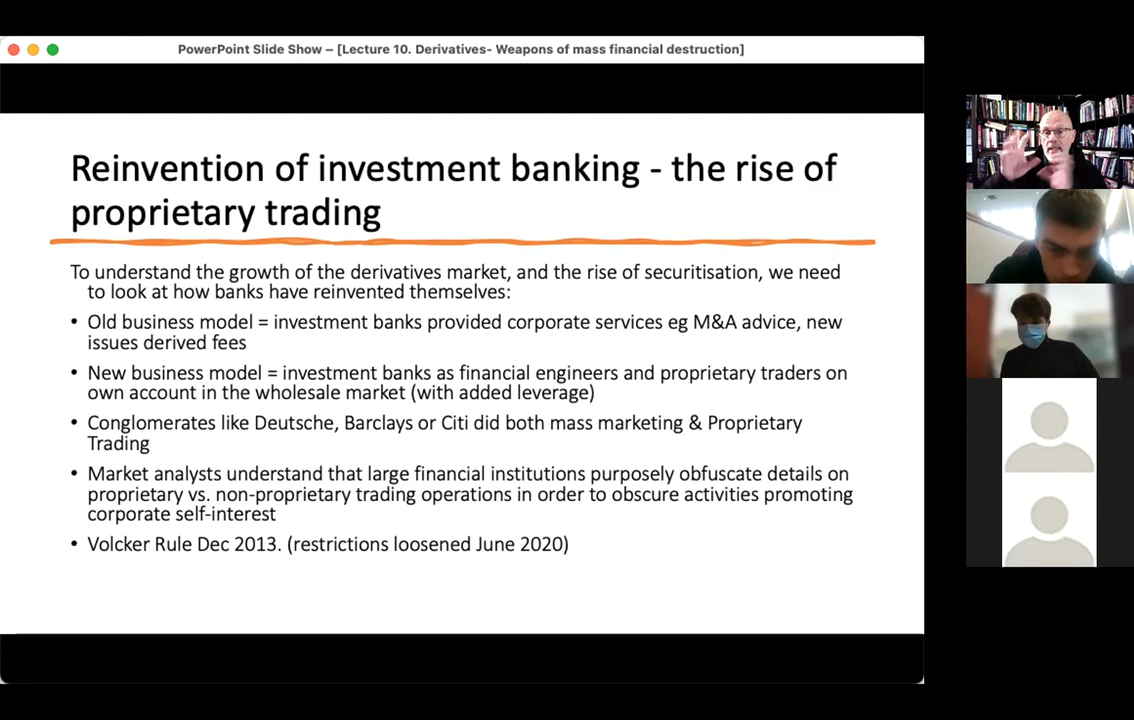 PowerPoint Slide Show – [Lecture 10. Derivatives- Weapons of mass financial destruction]
Reinvention of investment banking - the rise of
proprietary trading
To understand the growth of the derivatives market, and the rise of securitisation, we need
to look at how banks have reinvented themselves:
• Old business model = investment banks provided corporate services eg M&A advice, new
issues derived fees
• New business model = investment banks as financial engineers and proprietary traders on
own account in the wholesale market (with added leverage)
• Conglomerates like Deutsche, Barclays or Citi did both mass marketing & Proprietary
Trading
• Market analysts understand that large financial institutions purposely obfuscate details on
proprietary vs. non-proprietary trading operations in order to obscure activities promoting
corporate self-interest
• Volcker Rule Dec 2013. (restrictions loosened June 2020)